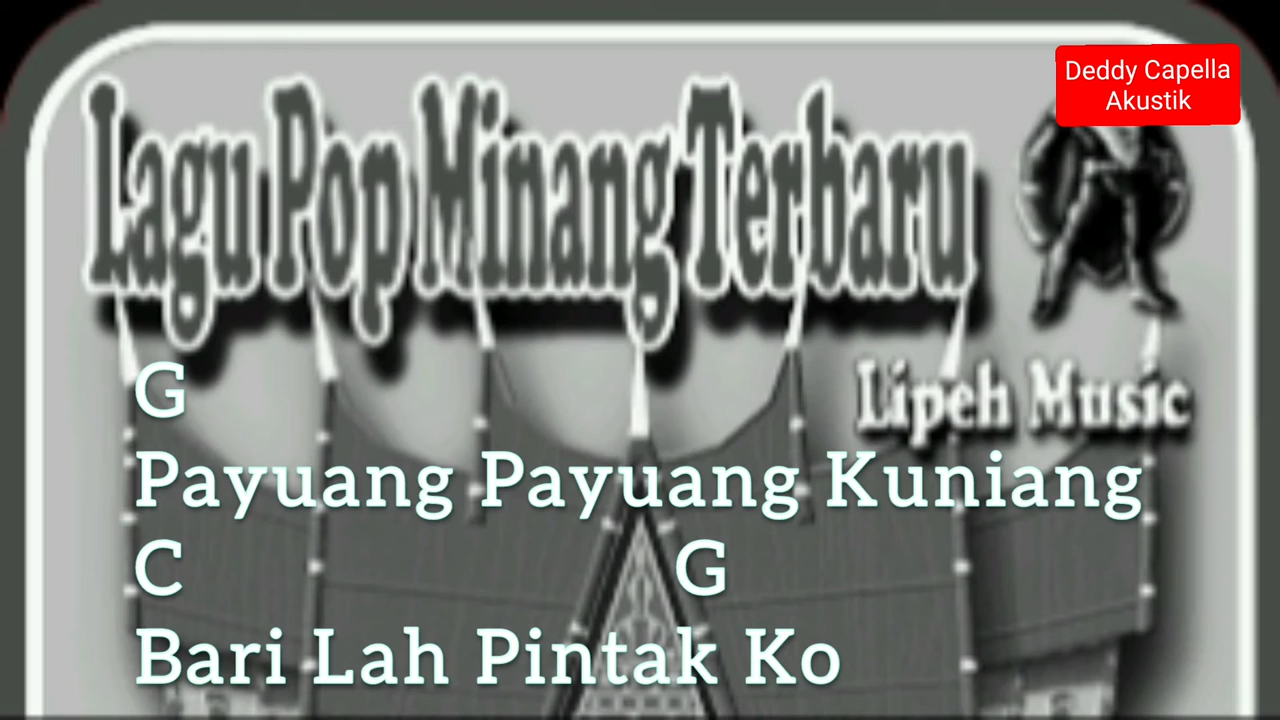 Deddy Capella
Akustik
Lagu Pop Minang Terbaru
Lipeh Music
G
Payuang Payuang Kuniang
C G
Bari Lah Pintak Ko